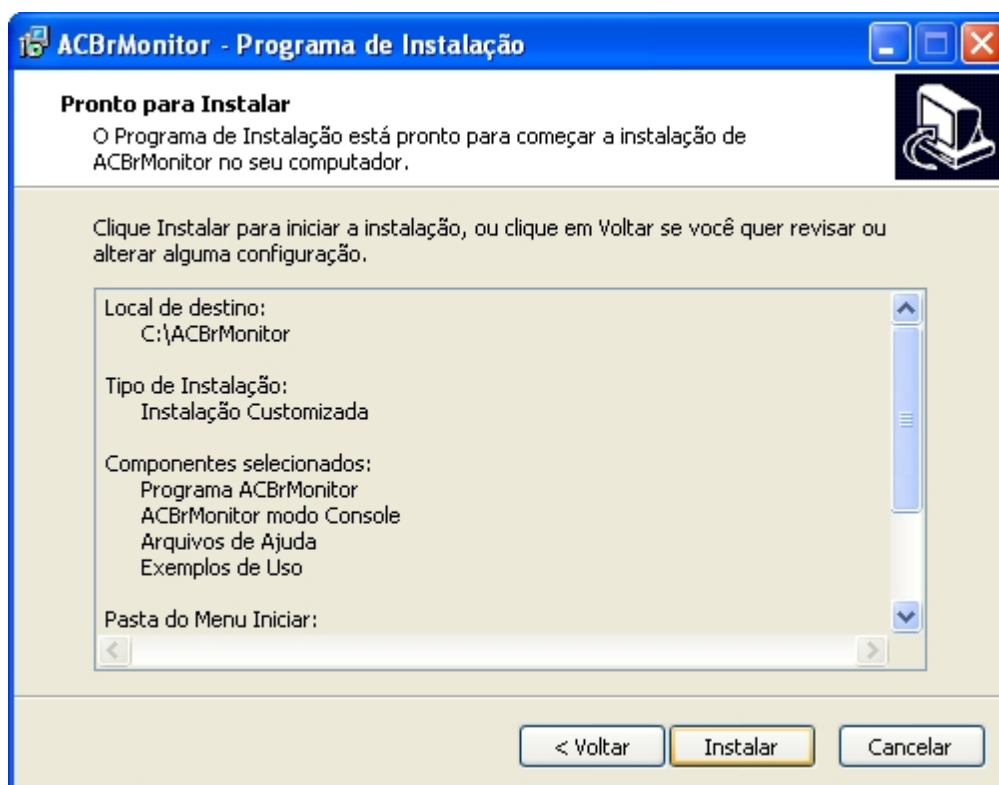 ACBrMonitor - Programa de Instalação
Pronto para Instalar
O Programa de Instalação está pronto para começar a instalação de
ACBrMonitor no seu computador.
Clique Instalar para iniciar a instalação, ou clique em Voltar se você quer revisar ou
alterar alguma configuração.
Local de destino:
C:\ACBrMonitor
Tipo de Instalação:
Instalação Customizada
Componentes selecionados:
Programa ACBrMonitor
ACBrMonitor modo Console
Arquivos de Ajuda
Exemplos de Uso
Pasta do Menu Iniciar:
< Voltar
Instalar
Cancelar